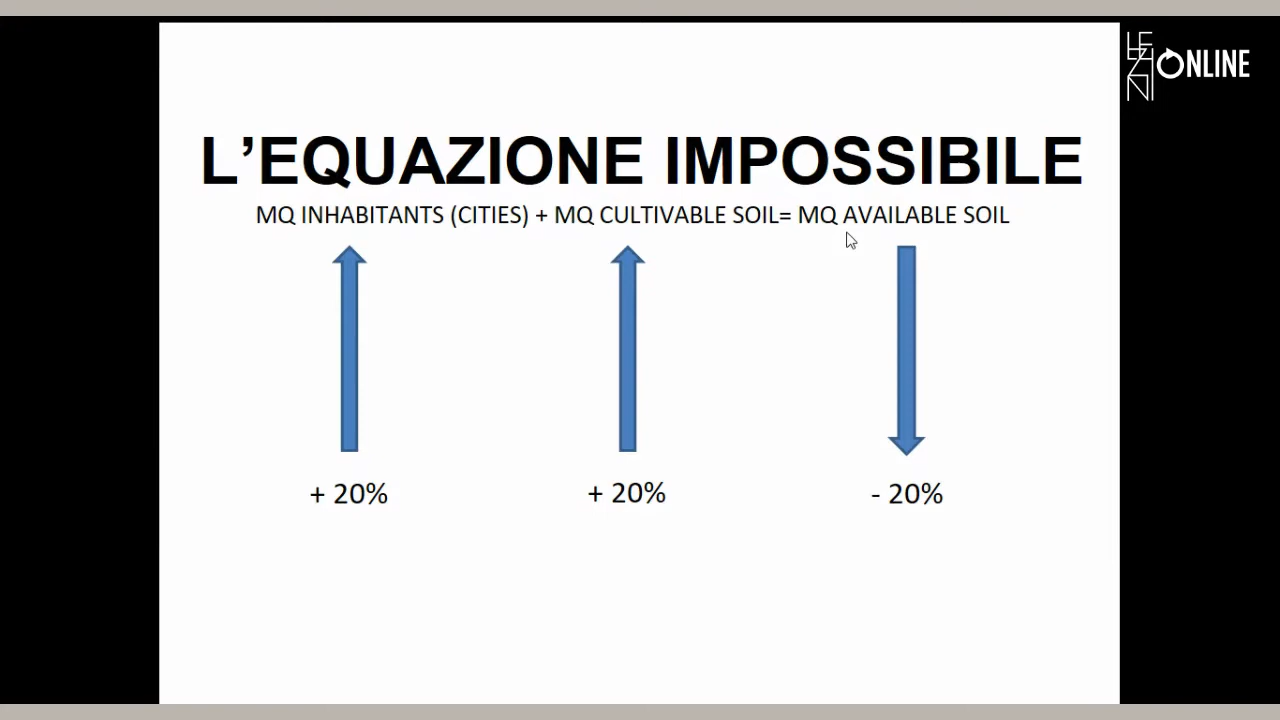 LEZIONI ONLINE
L’EQUAZIONE IMPOSSIBILE
MQ INHABITANTS (CITIES) + MQ CULTIVABLE SOIL= MQ AVAILABLE SOIL
+ 20%
+ 20%
- 20%